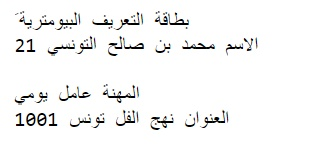 بطاقة التعريف البيومترية َ
الاسم محمد بن صالح التونسي 21
المهنة عامل يومي
العنوان نهج الفل تونس 1001